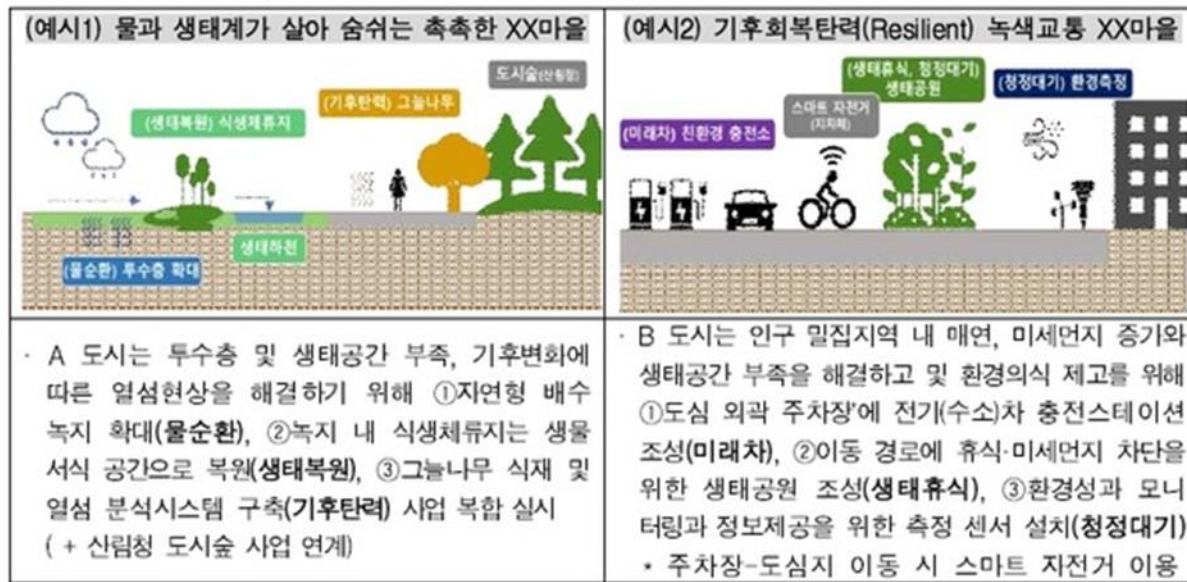 (예시1) 물과 생태계가 살아 숨쉬는 촉촉한 XX마을
도시숲(산림청)
(기후탄력) 그늘나무
(생태복원) 식생체류지
생태하천
(물순환) 투수층 확대
· A 도시는 투수층 및 생태공간 부족, 기후변화에
따른 열섬현상을 해결하기 위해 ①자연형 배수
녹지 확대(물순환), ②녹지 내 식생체류지는 생물
서식 공간으로 복원(생태복원), ③그늘나무 식재 및
열섬 분석시스템 구축(기후탄력) 사업 복합 실시
( + 산림청 도시숲 사업 연계)
(예시2) 기후회복탄력(Resilient) 녹색교통 XX마을
(생태휴식, 청정대기)
생태공원
(청정대기) 환경측정
스마트 자전거
(지자체)
(미래차) 친환경 충전소
· B 도시는 인구 밀집지역 내 매연, 미세먼지 증가와
생태공간 부족을 해결하고 및 환경의식 제고를 위해
①도심 외곽 주차장'에 전기(수소)차 충전스테이션
조성(미래차), ②이동 경로에 휴식·미세먼지 차단을
위한 생태공원 조성(생태휴식), ③환경성과 모니
터링과 정보제공을 위한 측정 센서 설치(청정대기)
* 주차장-도심지 이동 시 스마트 자전거 이용